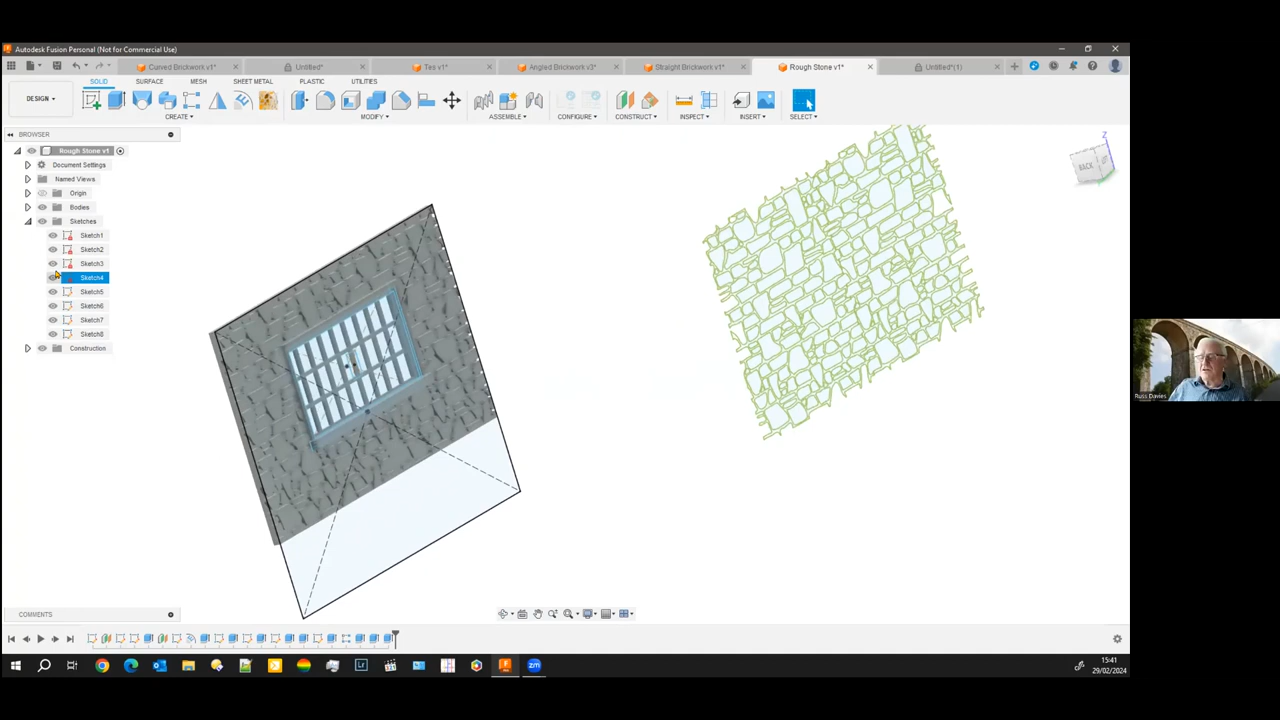 Autodesk Fusion Personal (Not for Commercial Use)
Curved Brickwork v1*
Untitled*
Tes v1*
Angled Brickwork v3*
Straight Brickwork v1*
Rough Stone v1*
Untitled*(1)
SOLID
SURFACE
MESH
SHEET METAL
PLASTIC
UTILITIES
DESIGN
CREATE
MODIFY
ASSEMBLE
CONFIGURE
CONSTRUCT
INSPECT
INSERT
SELECT
BROWSER
Rough Stone v1
Document Settings
Named Views
Origin
Bodies
Sketches
Sketch1
Sketch2
Sketch3
Sketch4
Sketch5
Sketch6
Sketch7
Sketch8
Construction
Z
BACK
Russ Davies
COMMENTS
Lr
zm
15:41
29/02/2024